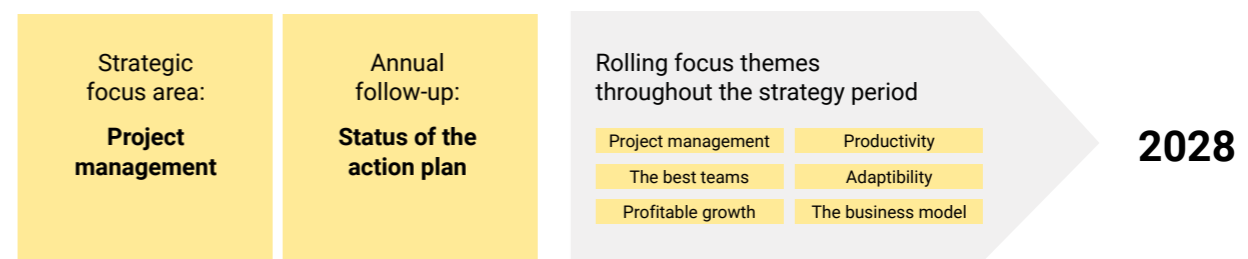 Strategic
focus area:
Project
management
Annual
follow-up:
Status of the
action plan
Rolling focus themes
throughout the strategy period
Project management
Productivity
The best teams
Adaptibility
Profitable growth
The business model
2028